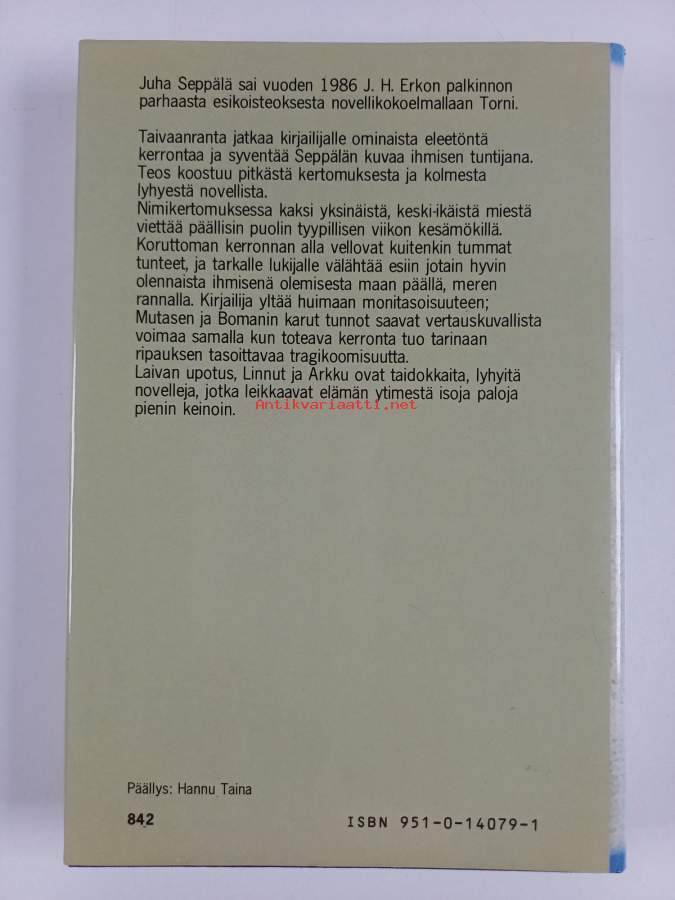 Juha Seppälä sai vuoden 1986 J. H. Erkon palkinnon
parhaasta esikoisteoksesta novellikokoelmallaan Torni.
Taivaanranta jatkaa kirjailijalle ominaista eleetöntä
kerrontaa ja syventää Seppälän kuvaa ihmisen tuntijana.
Teos koostuu pitkästä kertomuksesta ja kolmesta
lyhyestä novellista.
Nimikertomuksessa kaksi yksinäistä, keski-ikäistä miestä
viettää päällisin puolin tyypillisen viikon kesämökillä.
Koruttoman kerronnan alla vellovat kuitenkin tummat
tunteet, ja tarkalle lukijalle välähtää esiin jotain hyvin
olennaista ihmisenä olemisesta maan päällä, meren
rannalla. Kirjailija yltää huimaan monitasoisuuteen;
Mutasen ja Bomanin karut tunnot saavat vertauskuvallista
voimaa samalla kun toteava kerronta tuo tarinaan
ripauksen tasoittavaa tragikoomisuutta.
Laivan upotus, Linnut ja Arkku ovat taidokkaita, lyhyitä
novelleja, jotka leikkaavat elämän ytimestä isoja paloja
pienin keinoin.
Antikvariaatti.net
Päällys: Hannu Taina
842
ISBN 951-0-14079-1